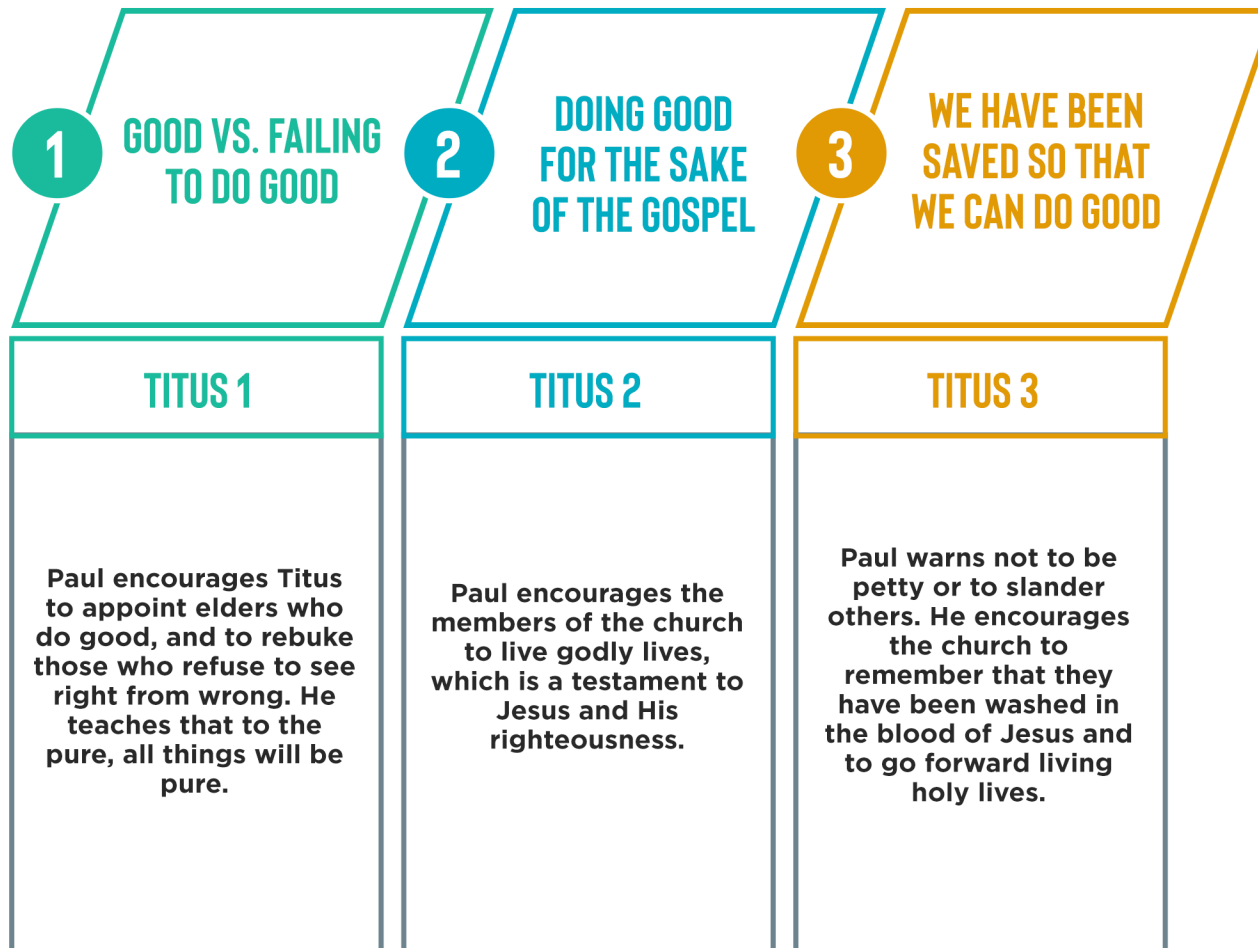 1
GOOD VS. FAILING
TO DO GOOD
2
DOING GOOD
FOR THE SAKE
OF THE GOSPEL
3
WE HAVE BEEN
SAVED SO THAT
WE CAN DO GOOD
TITUS 1
Paul encourages Titus
to appoint elders who
do good, and to rebuke
those who refuse to see
right from wrong. He
teaches that to the
pure, all things will be
pure.
TITUS 2
Paul encourages the
members of the church
to live godly lives,
which is a testament to
Jesus and His
righteousness.
TITUS 3
Paul warns not to be
petty or to slander
others. He encourages
the church to
remember that they
have been washed in
the blood of Jesus and
to go forward living
holy lives.